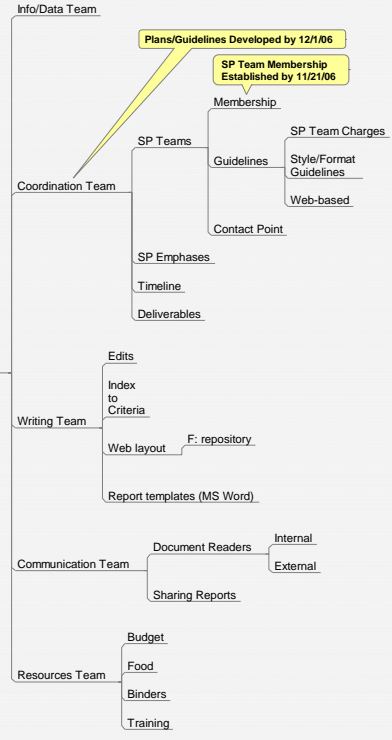 Info/Data Team
Plans/Guidelines Developed by 12/1/06
SP Team Membership
Established by 11/21/06
Membership
SP Team Charges
SP Teams
Guidelines
Style/Format
Guidelines
Coordination Team
Web-based
Contact Point
SP Emphases
Timeline
Deliverables
Edits
Index
to
Criteria
Writing Team
F: repository
Web layout
Report templates (MS Word)
Internal
Document Readers
Communication Team
External
Sharing Reports
Budget
Food
Resources Team
Binders
Training